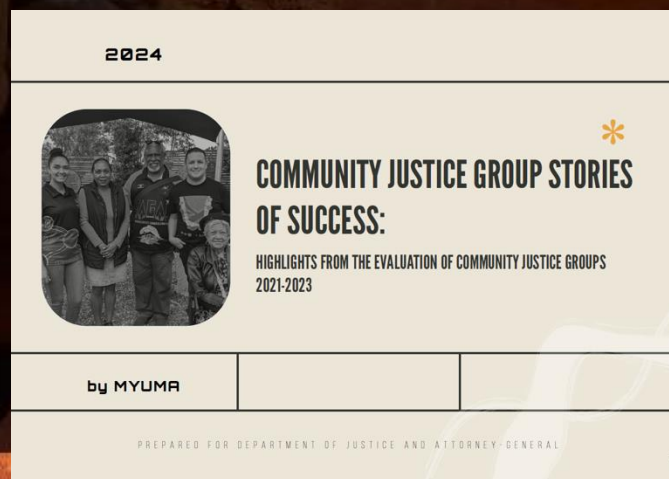 2024
COMMUNITY JUSTICE GROUP STORIES
OF SUCCESS:
HIGHLIGHTS FROM THE EVALUATION OF COMMUNITY JUSTICE GROUPS
2021-2023
by MYUMA
PREPARED FOR DEPARTMENT OF JUSTICE AND ATTORNEY-GENERAL